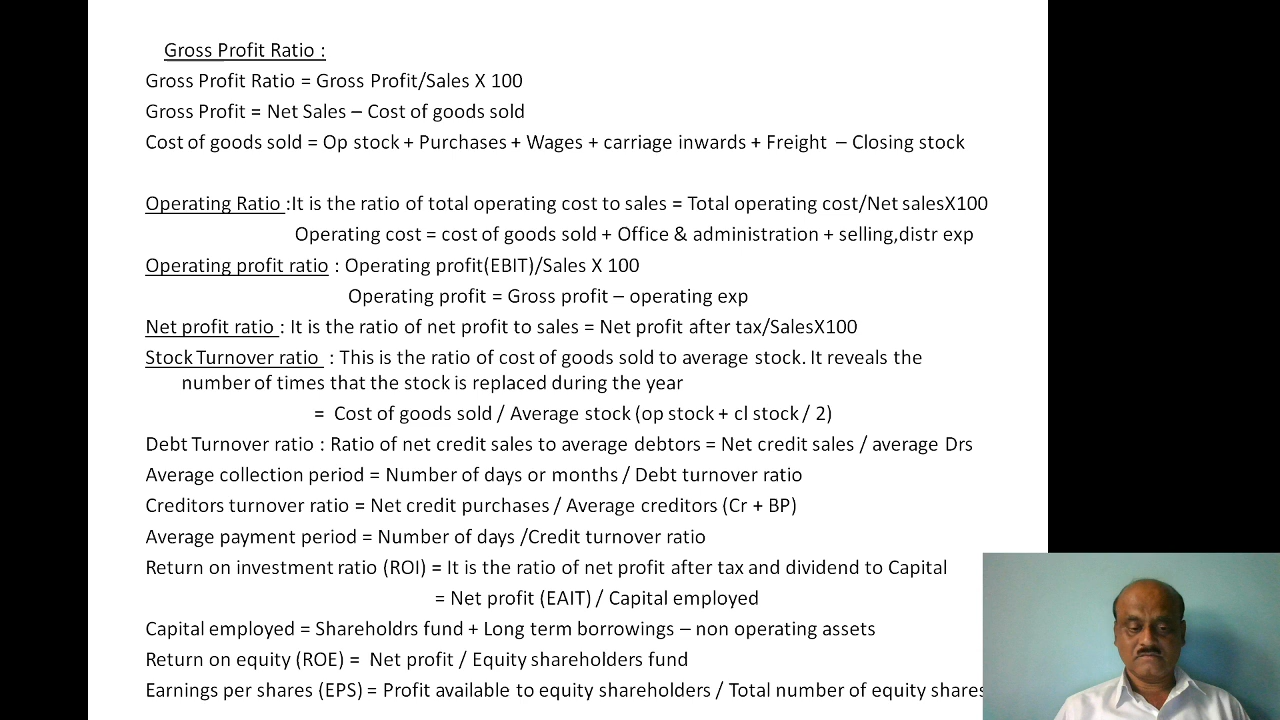 Gross Profit Ratio :
Gross Profit Ratio = Gross Profit/Sales X 100
Gross Profit = Net Sales – Cost of goods sold
Cost of goods sold = Op stock + Purchases + Wages + carriage inwards + Freight – Closing stock
Operating Ratio :It is the ratio of total operating cost to sales = Total operating cost/Net salesX100
Operating cost = cost of goods sold + Office & administration + selling,distr exp
Operating profit ratio : Operating profit(EBIT)/Sales X 100
Operating profit = Gross profit – operating exp
Net profit ratio : It is the ratio of net profit to sales = Net profit after tax/SalesX100
Stock Turnover ratio : This is the ratio of cost of goods sold to average stock. It reveals the
number of times that the stock is replaced during the year
= Cost of goods sold / Average stock (op stock + cl stock / 2)
Debt Turnover ratio : Ratio of net credit sales to average debtors = Net credit sales / average Drs
Average collection period = Number of days or months / Debt turnover ratio
Creditors turnover ratio = Net credit purchases / Average creditors (Cr + BP)
Average payment period = Number of days /Credit turnover ratio
Return on investment ratio (ROI) = It is the ratio of net profit after tax and dividend to Capital
= Net profit (EAIT) / Capital employed
Capital employed = Shareholdrs fund + Long term borrowings – non operating assets
Return on equity (ROE) = Net profit / Equity shareholders fund
Earnings per shares (EPS) = Profit available to equity shareholders / Total number of equity shares